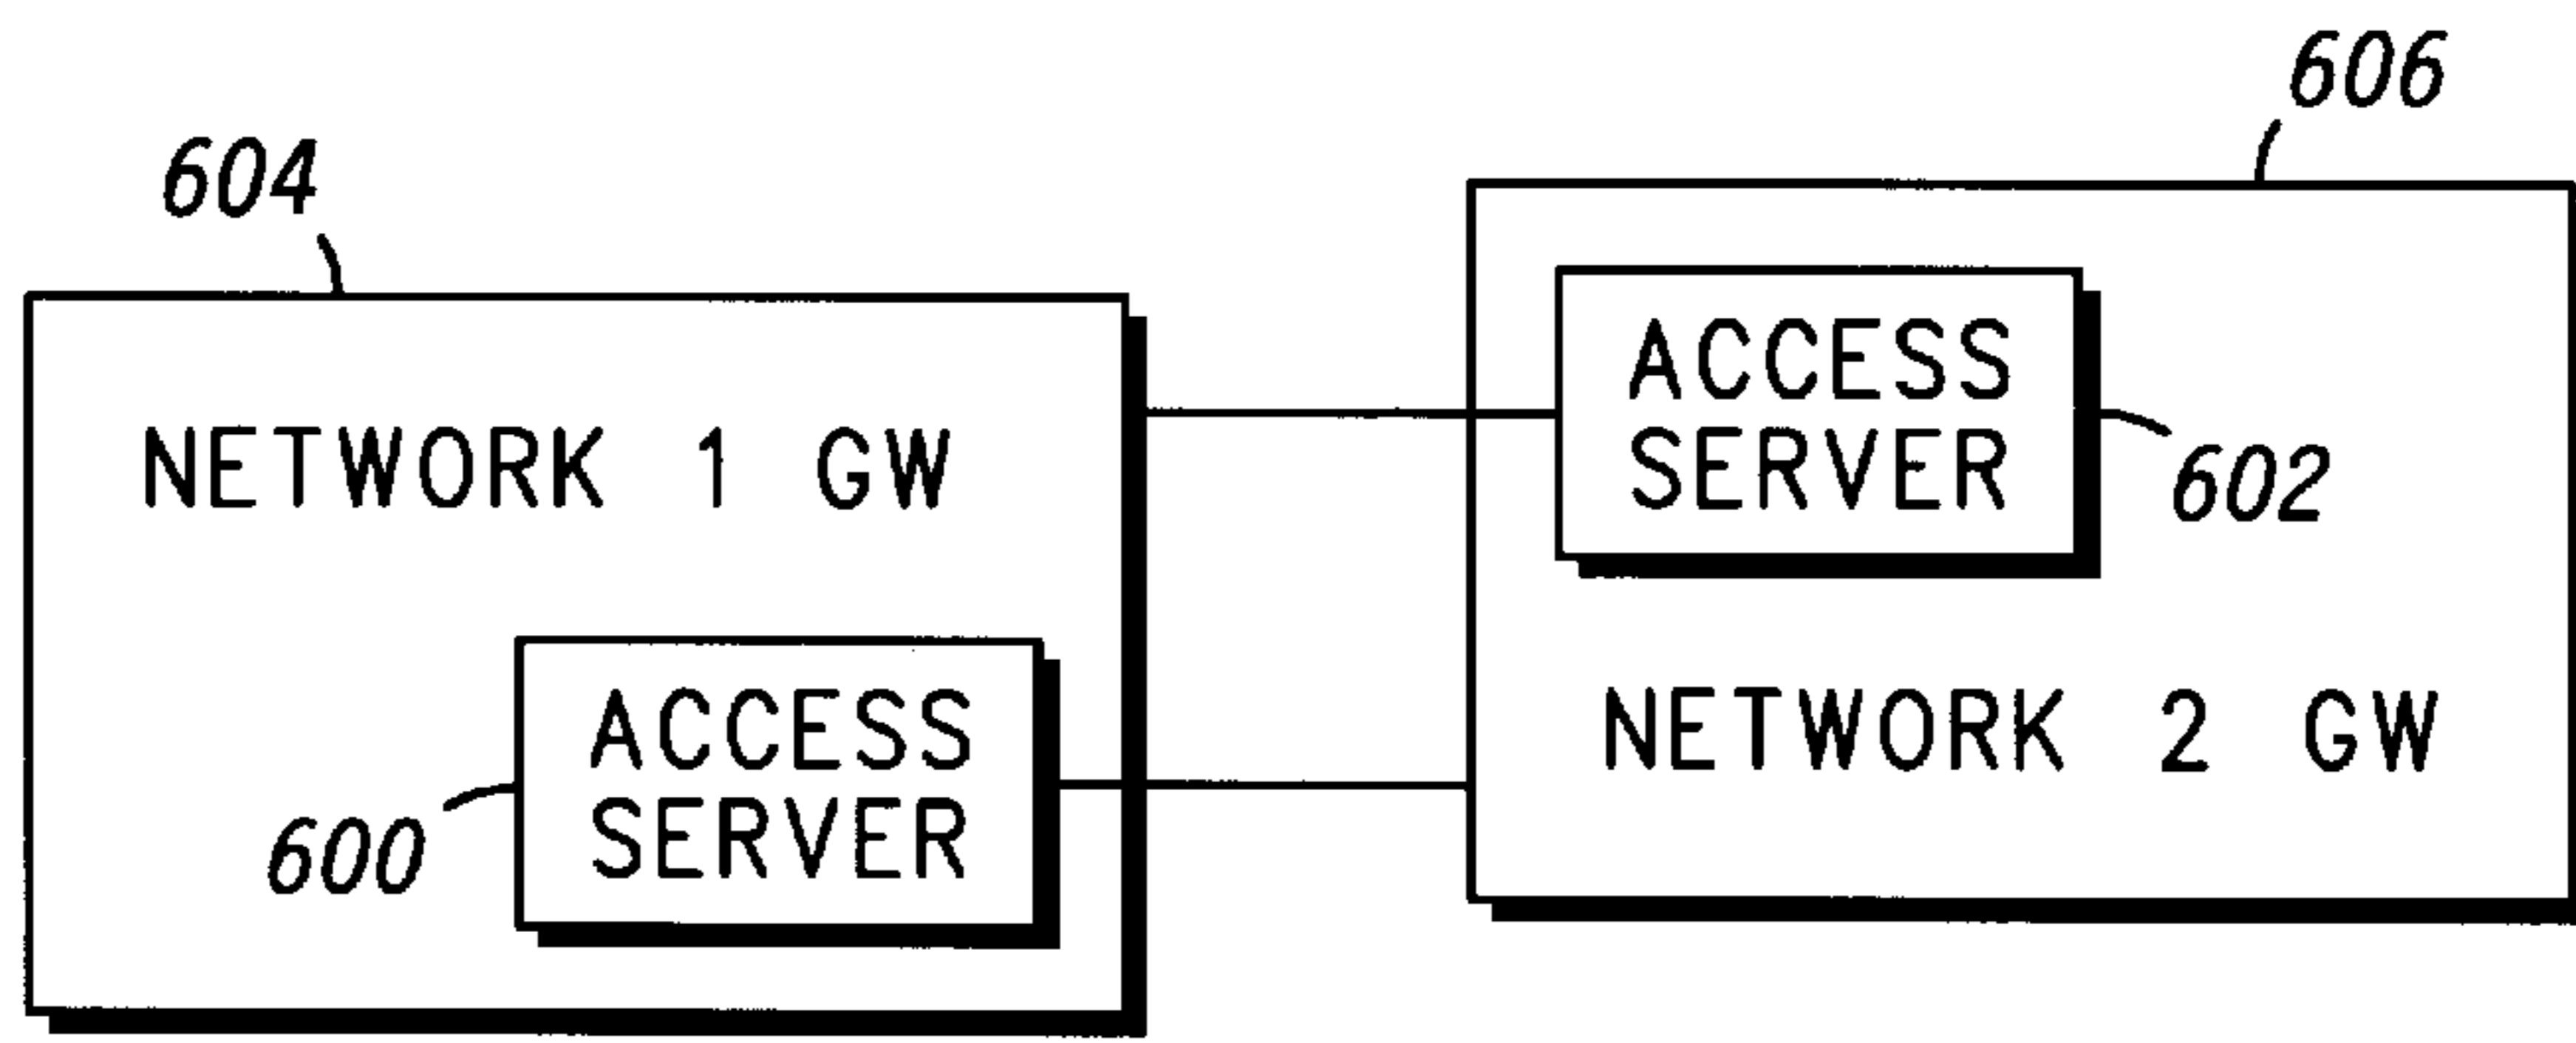 606
604
ACCESS
SERVER
602
NETWORK 1 GW
ACCESS
SERVER
600
NETWORK 2 GW